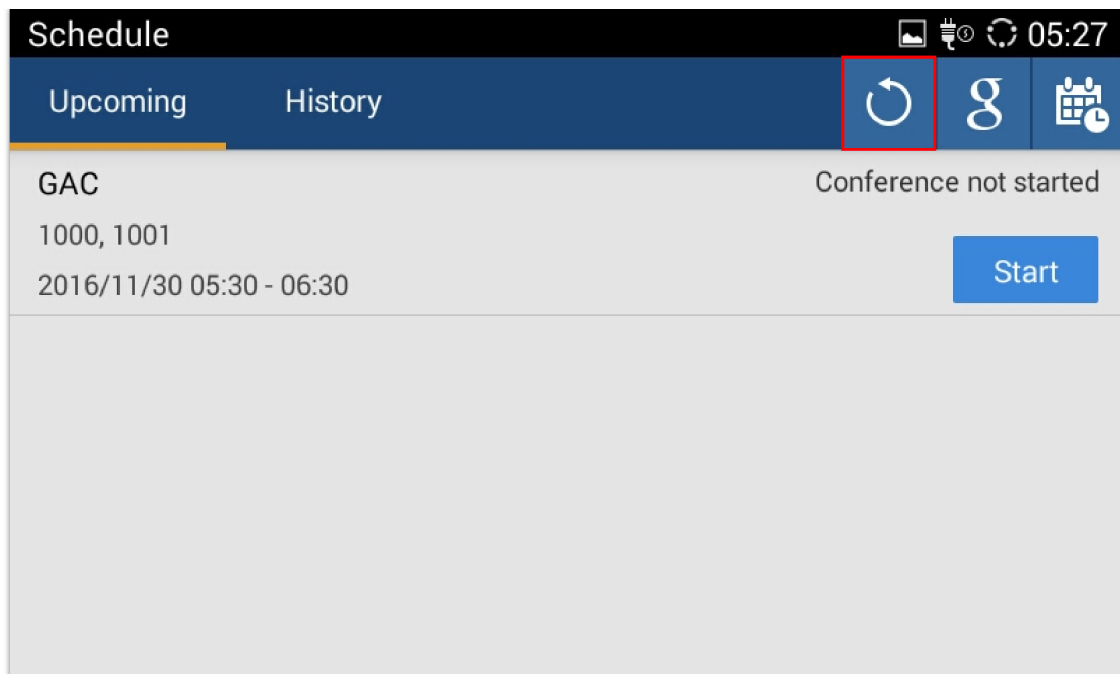 Schedule 05:27
Upcoming History g
GAC Conference not started
1000, 1001
Start
2016/11/30 05:30 - 06:30